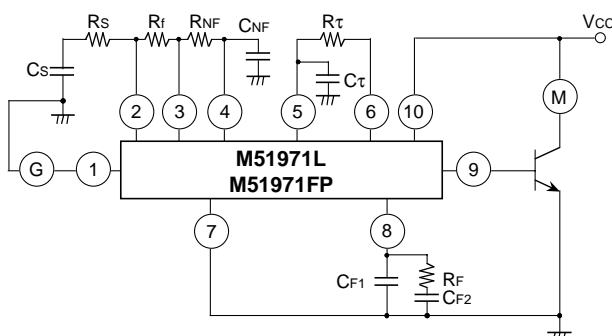 RS Rf RNF CNF Rτ VCC
CS Cτ
2 3 4 5 6 10 M
G 1 M51971L 9
M51971FP
7 8
CF1 RF
CF2